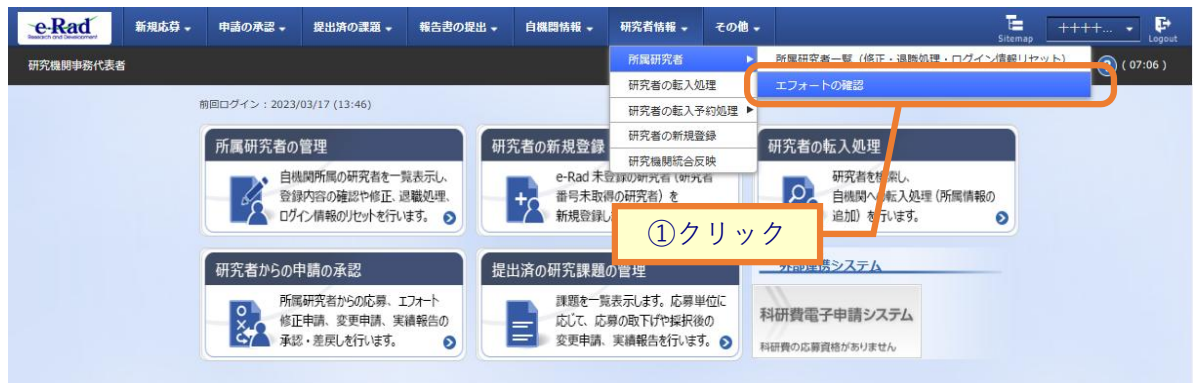 e-Rad
Research and Development
新規応募
申請の承認
提出済の課題
報告書の提出
自機関情報
研究者情報
その他
Sitemap
++++...
Logout
研究機関事務代表者
(07:06)
所属研究者
研究者の転入処理
研究者の転入予約処理
研究者の新規登録
研究機関統合反映
所属研究者一覧(修正・退職処理・ログイン情報リセット)
エフォートの確認
前回ログイン:2023/03/17 (13:46)
所属研究者の管理
自機関所属の研究者を一覧表示し、
登録内容の確認や修正、退職処理、
ログイン情報のリセットを行います。
研究者の新規登録
e-Rad 未登録の研究者(研究者
番号未取得の研究者)を
新規登録し
研究者の転入処理
研究者を検索し、
自機関への転入処理(所属情報の
追加)を行います。
①クリック
研究者からの申請の承認
所属研究者からの応募、エフォート
修正申請、変更申請、実績報告の
承認・差戻しを行います。
提出済の研究課題の管理
課題を一覧表示します。応募単位に
応じて、応募の取下げや採択後の
変更申請、実績報告を行います。
外部連携システム
科研費電子申請システム
科研費の応募資格がありません